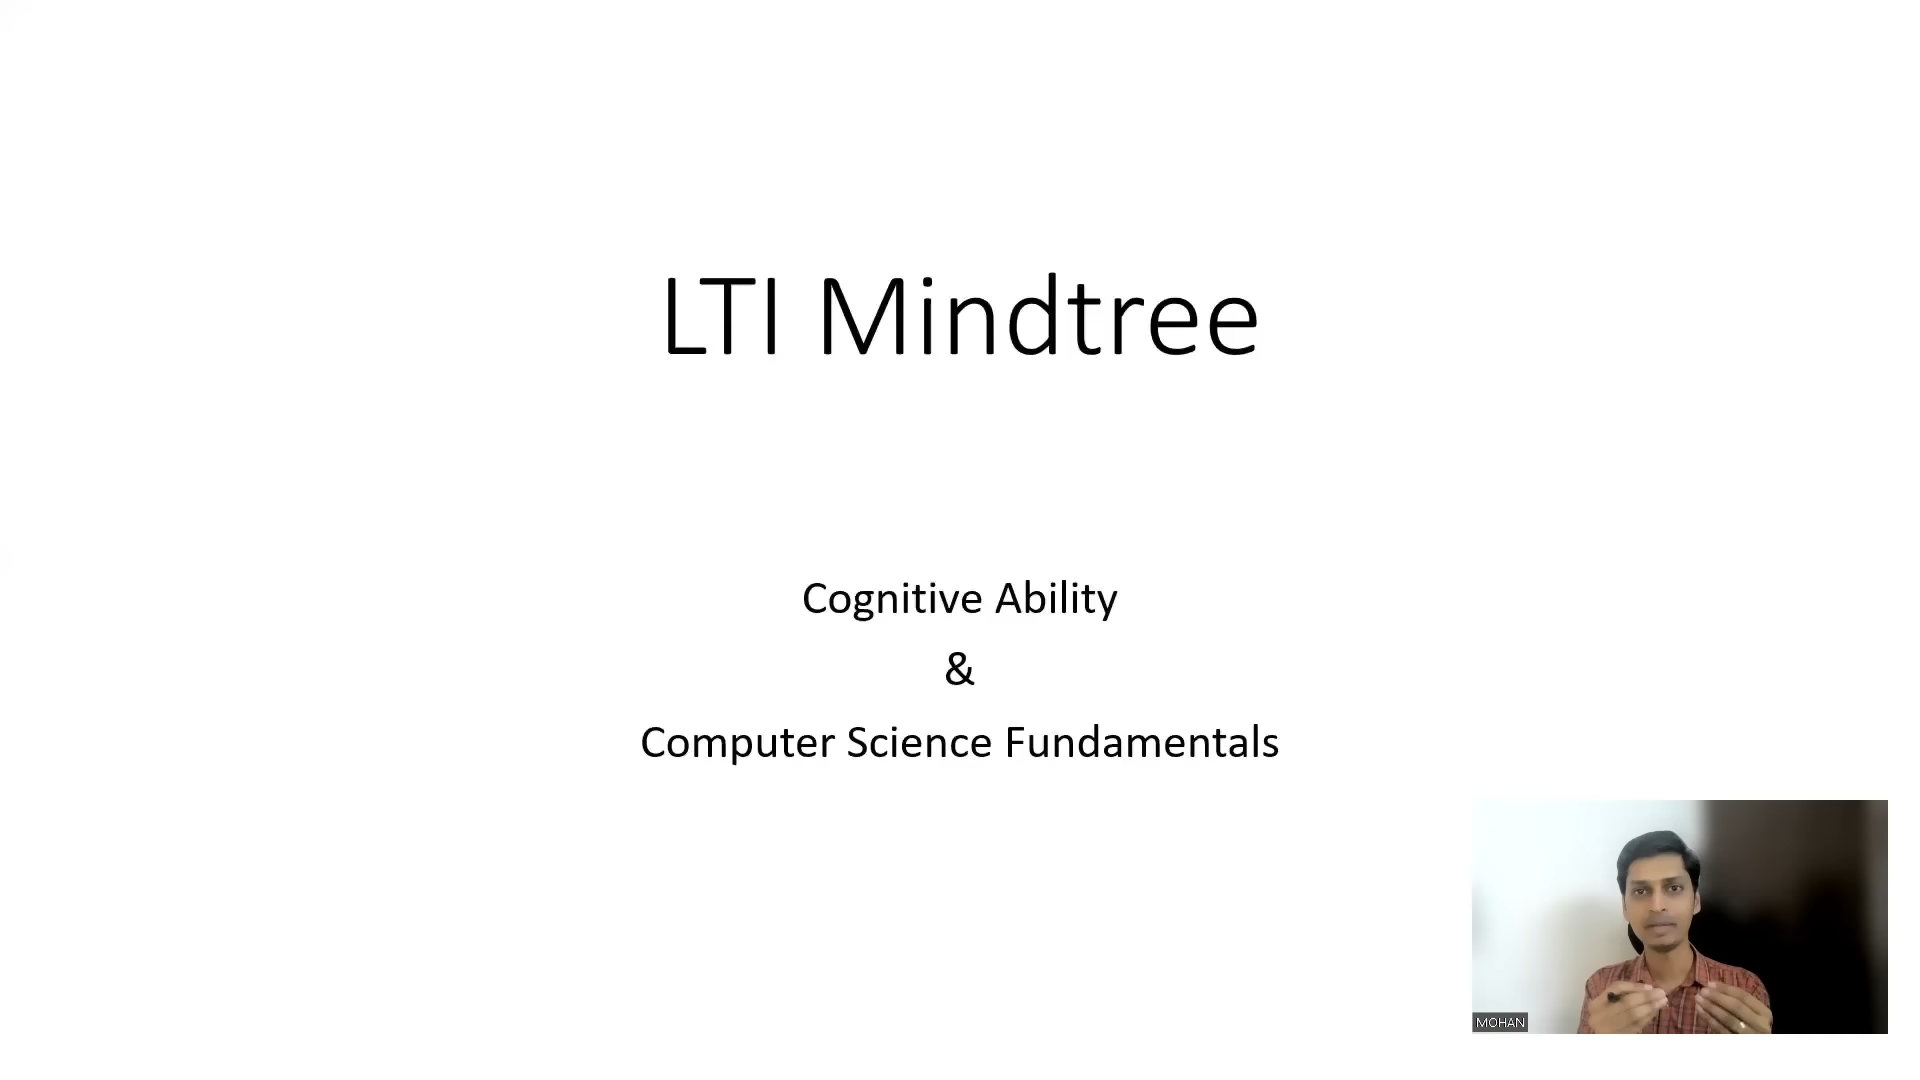 LTI Mindtree
Cognitive Ability
&
Computer Science Fundamentals
MOHAN